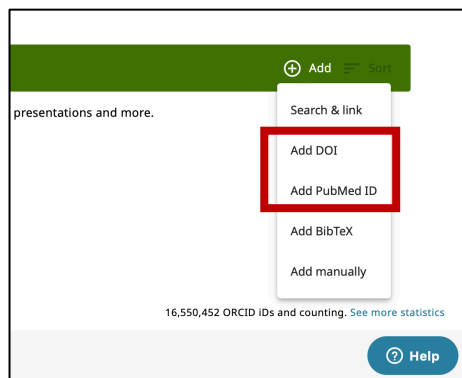 Add Sort
presentations and more.
Search & link
Add DOI
Add PubMed ID
Add BibTeX
Add manually
16,550,452 ORCID iDs and counting. See more statistics
? Help